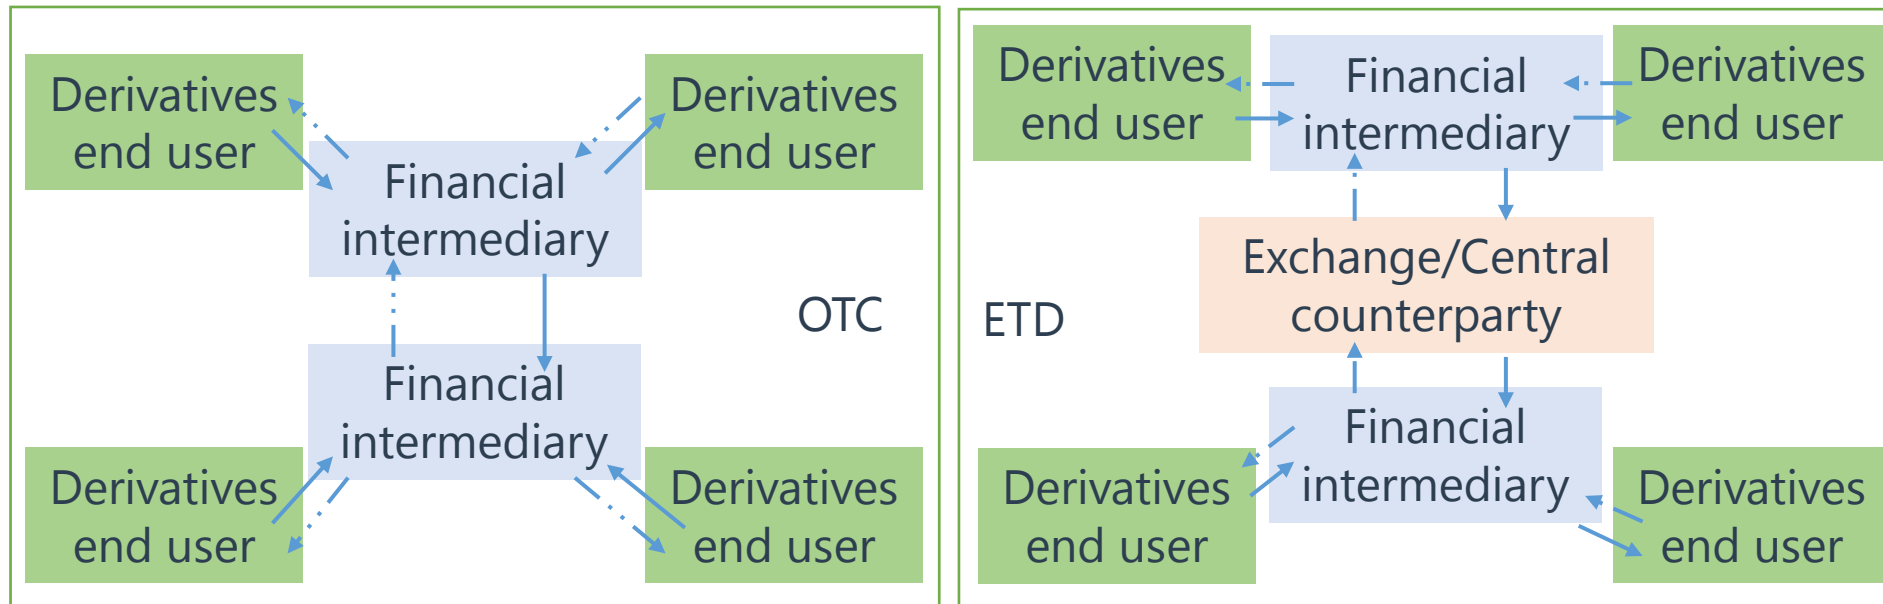 Derivatives
end user
Derivatives
end user
Financial
intermediary
OTC
Financial
intermediary
Derivatives
end user
Derivatives
end user
Derivatives
end user
Financial
intermediary
Derivatives
end user
Exchange/Central
counterparty
ETD
Financial
intermediary
Derivatives
end user
Derivatives
end user